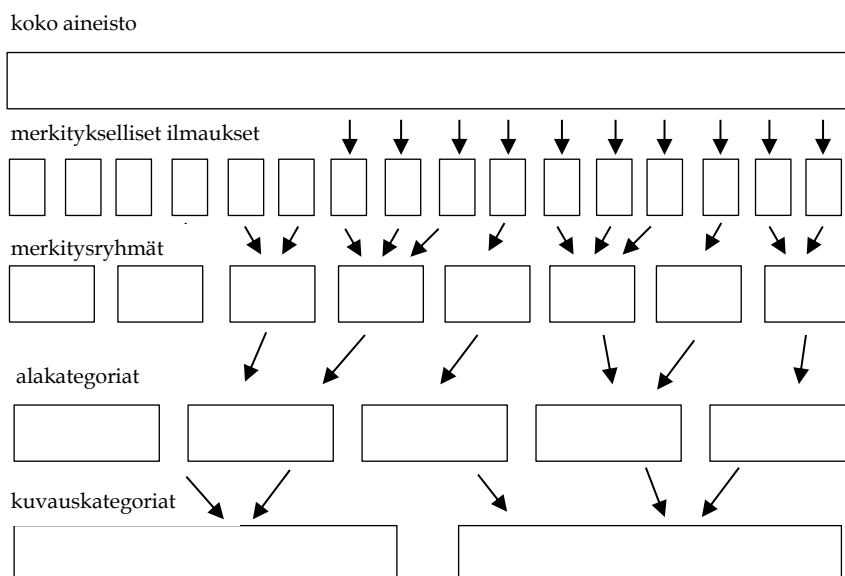 koko aineisto
merkitykselliset ilmaukset
merkitysryhmät
alakategoriat
kuvauskategoriat